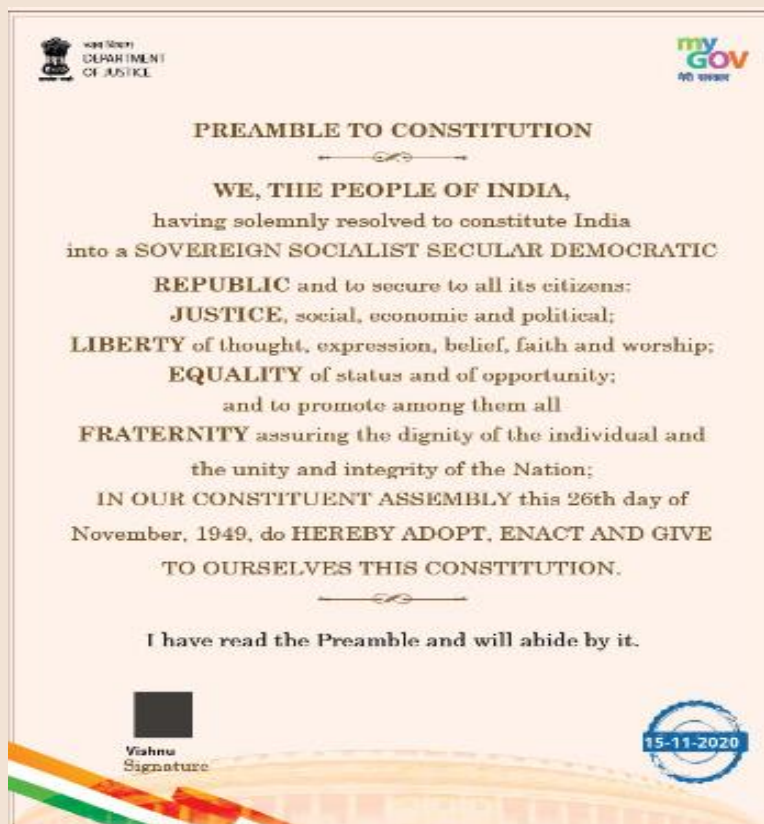 न्याय विभाग
DEPARTMENT
OF JUSTICE
my
GOV
मेरी सरकार
PREAMBLE TO CONSTITUTION
WE, THE PEOPLE OF INDIA,
having solemnly resolved to constitute India
into a SOVEREIGN SOCIALIST SECULAR DEMOCRATIC
REPUBLIC and to secure to all its citizens:
JUSTICE, social, economic and political;
LIBERTY of thought, expression, belief, faith and worship;
EQUALITY of status and of opportunity;
and to promote among them all
FRATERNITY assuring the dignity of the individual and
the unity and integrity of the Nation;
IN OUR CONSTITUENT ASSEMBLY this 26th day of
November, 1949, do HEREBY ADOPT, ENACT AND GIVE
TO OURSELVES THIS CONSTITUTION.
I have read the Preamble and will abide by it.
Vishnu
Signature
15-11-2020